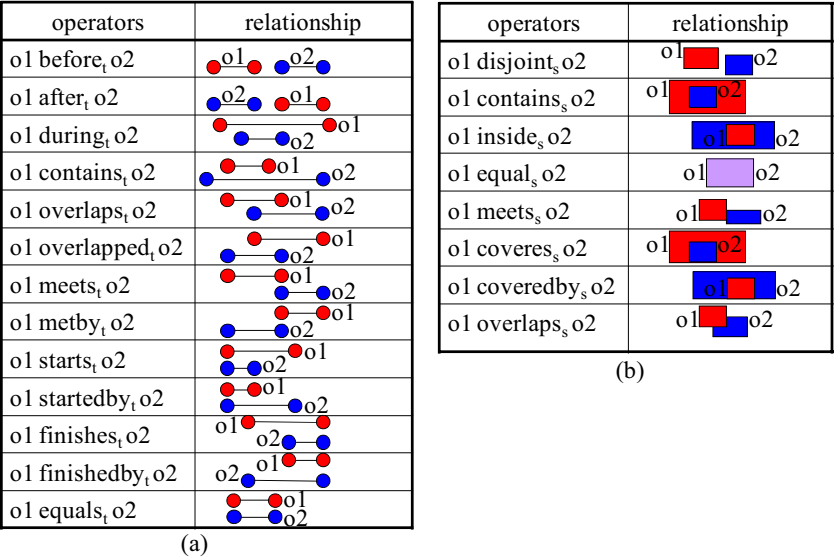 operators relationship
o1 before_t o2 o1 o2
o1 after_t o2 o2 o1
o1 during_t o2 o1 o2
o1 contains_t o2 o1 o2
o1 overlaps_t o2 o1 o2
o1 overlapped_t o2 o1 o2
o1 meets_t o2 o1 o2
o1 metby_t o2 o1 o2
o1 starts_t o2 o1 o2
o1 startedby_t o2 o1 o2
o1 finishes_t o2 o1 o2
o1 finishedby_t o2 o1 o2
o1 equals_t o2 o1 o2
(a)
operators relationship
o1 disjoint_s o2 o1 o2
o1 contains_s o2 o1 o2
o1 inside_s o2 o1 o2
o1 equal_s o2 o1 o2
o1 meets_s o2 o1 o2
o1 coveres_s o2 o1 o2
o1 coveredby_s o2 o1 o2
o1 overlaps_s o2 o1 o2
(b)